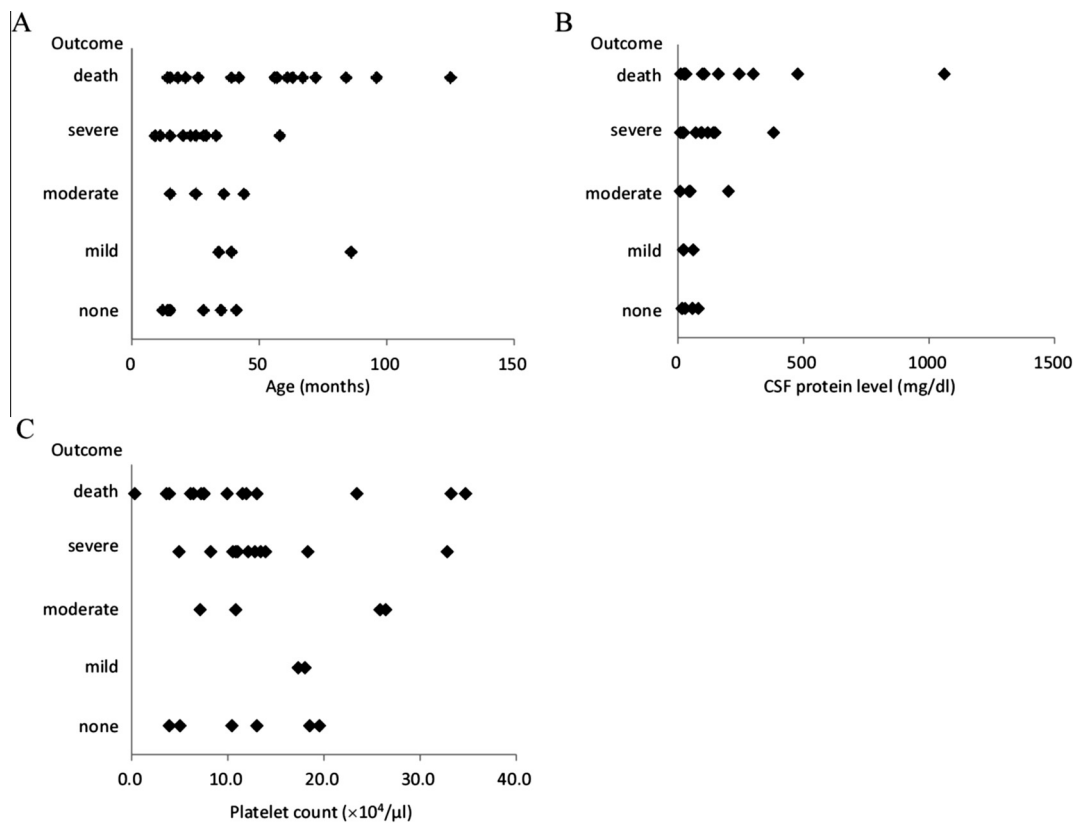 A
Outcome
death
severe
moderate
mild
none
0 50 100 150
Age (months)
B
Outcome
death
severe
moderate
mild
none
0 500 1000 1500
CSF protein level (mg/dl)
C
Outcome
death
severe
moderate
mild
none
0.0 10.0 20.0 30.0 40.0
Platelet count (×10⁴/μl)